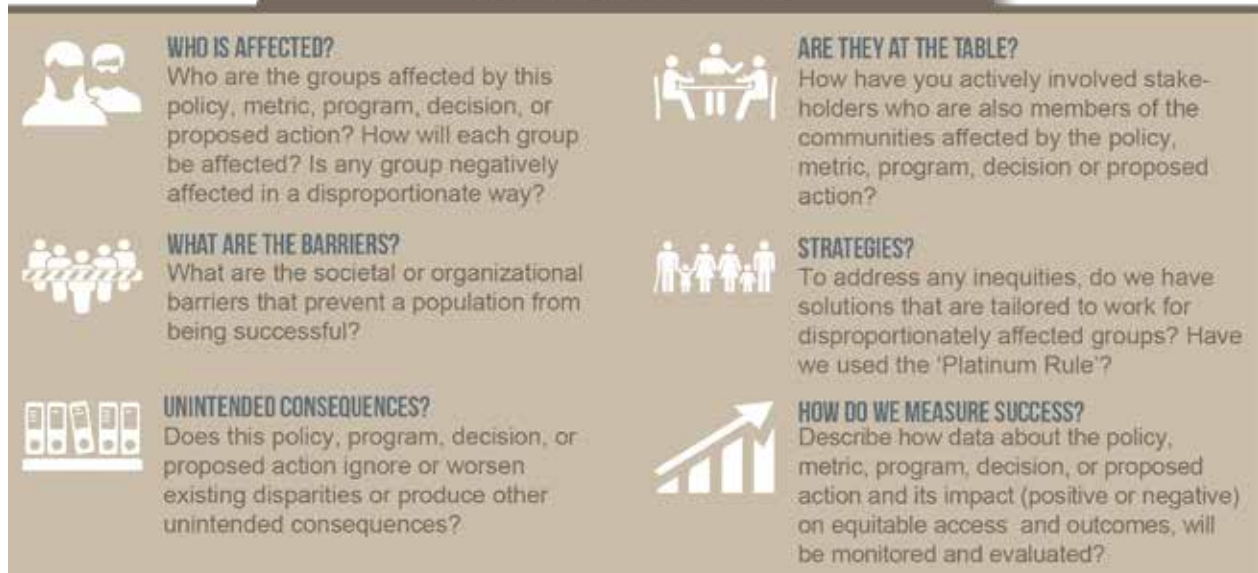 WHO IS AFFECTED?
Who are the groups affected by this
policy, metric, program, decision, or
proposed action? How will each group
be affected? Is any group negatively
affected in a disproportionate way?
WHAT ARE THE BARRIERS?
What are the societal or organizational
barriers that prevent a population from
being successful?
UNINTENDED CONSEQUENCES?
Does this policy, program, decision, or
proposed action ignore or worsen
existing disparities or produce other
unintended consequences?
ARE THEY AT THE TABLE?
How have you actively involved stake-
holders who are also members of the
communities affected by the policy,
metric, program, decision or proposed
action?
STRATEGIES?
To address any inequities, do we have
solutions that are tailored to work for
disproportionately affected groups? Have
we used the 'Platinum Rule'?
HOW DO WE MEASURE SUCCESS?
Describe how data about the policy,
metric, program, decision, or proposed
action and its impact (positive or negative)
on equitable access and outcomes, will
be monitored and evaluated?